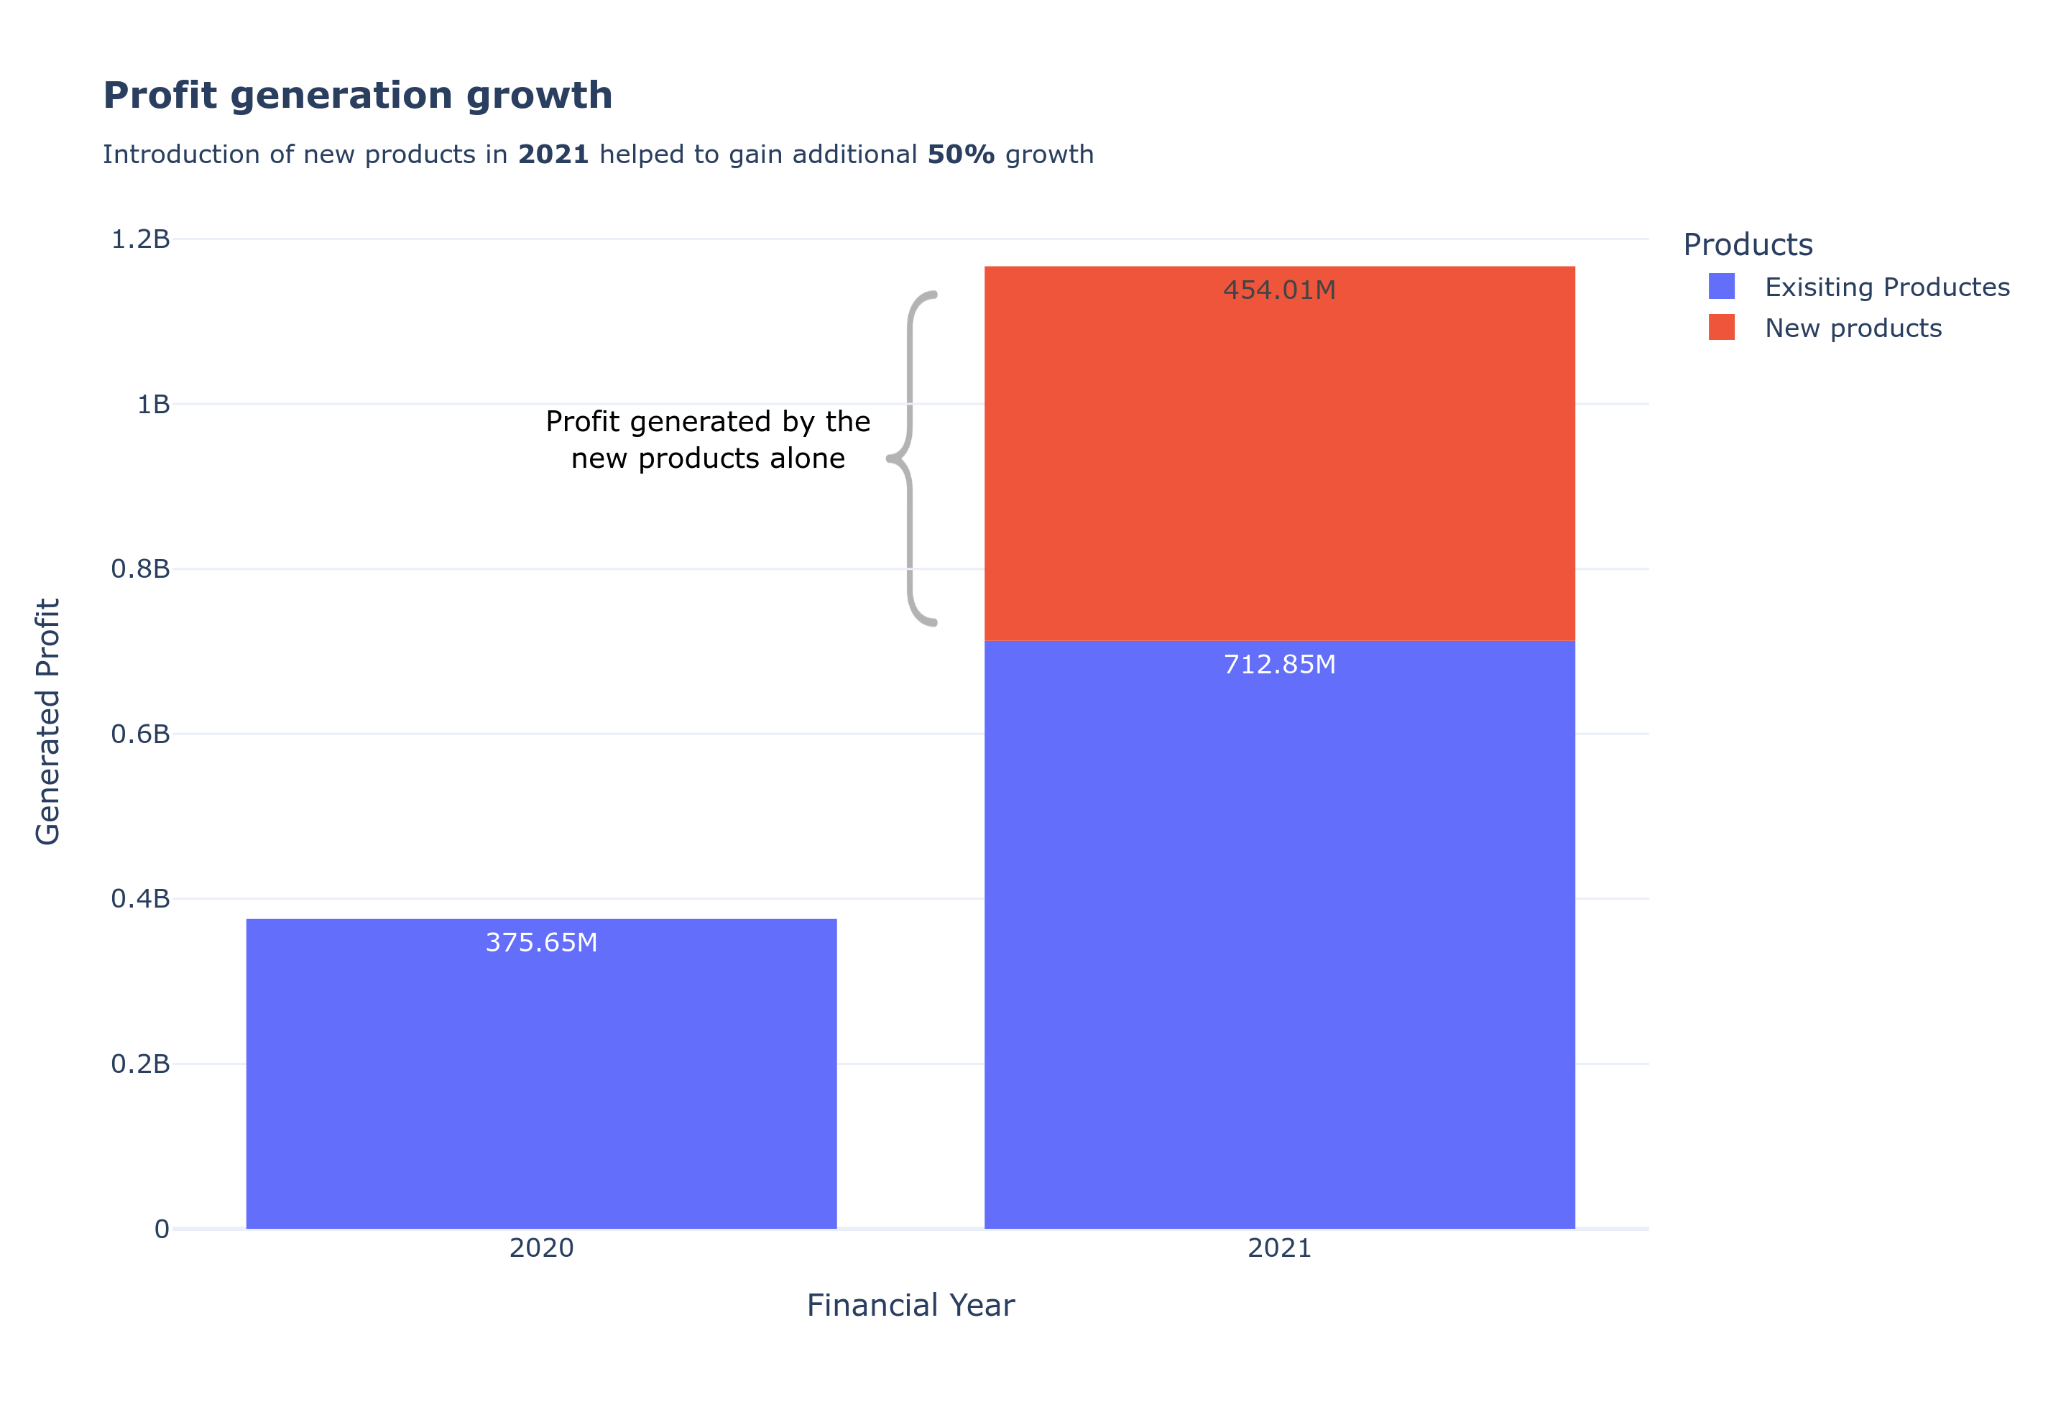 Profit generation growth
Introduction of new products in 2021 helped to gain additional 50% growth
Products
Exisiting Productes
New products
1.2B
1B
0.8B
0.6B
0.4B
0.2B
0
Generated Profit
454.01M
Profit generated by the
new products alone
712.85M
375.65M
2020
2021
Financial Year